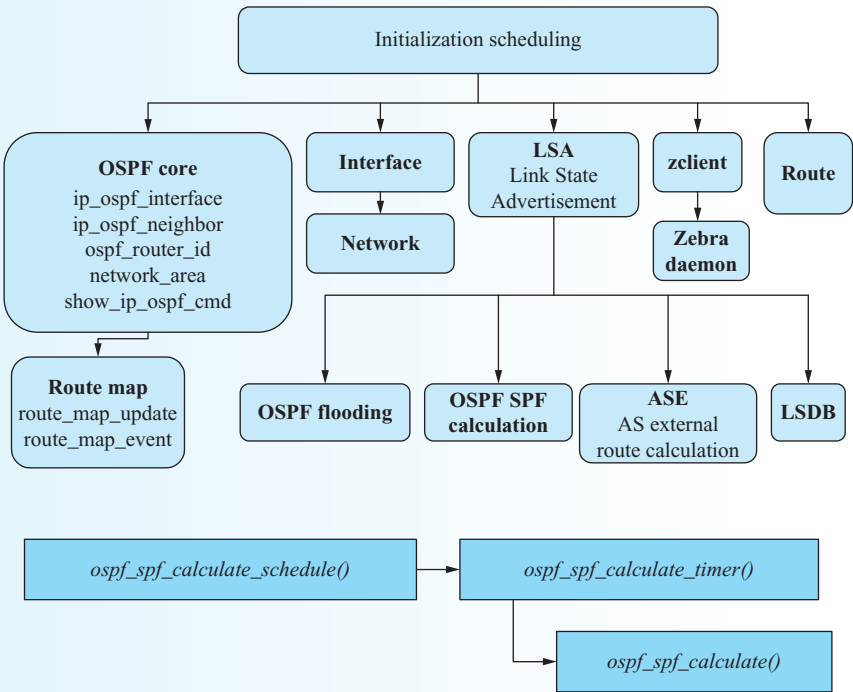 Initialization scheduling
OSPF core
ip_ospf_interface
ip_ospf_neighbor
ospf_router_id
network_area
show_ip_ospf_cmd
Interface
Network
LSA
Link State
Advertisement
zclient
Zebra
daemon
Route
Route map
route_map_update
route_map_event
OSPF flooding
OSPF SPF
calculation
ASE
AS external
route calculation
LSDB
ospf_spf_calculate_schedule()
ospf_spf_calculate_timer()
ospf_spf_calculate()